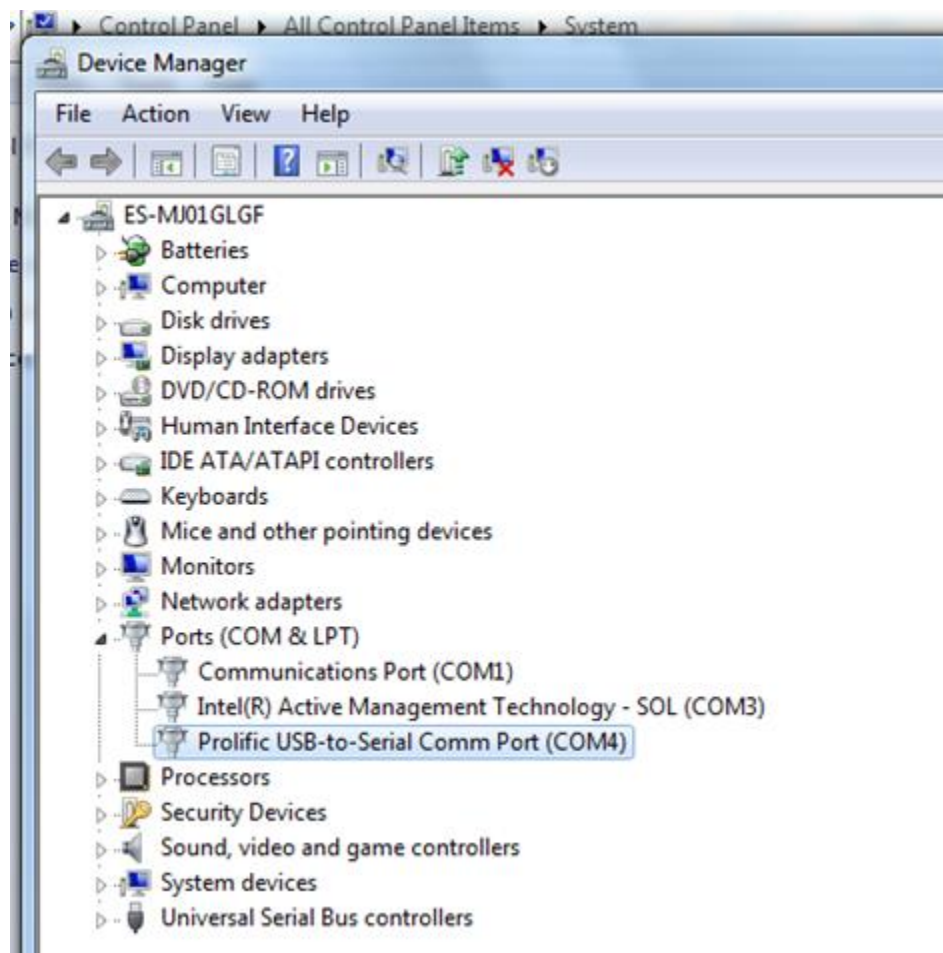 Control Panel ▸ All Control Panel Items ▸ System
Device Manager
File Action View Help
ES-MJ01GLGF
Batteries
Computer
Disk drives
Display adapters
DVD/CD-ROM drives
Human Interface Devices
IDE ATA/ATAPI controllers
Keyboards
Mice and other pointing devices
Monitors
Network adapters
Ports (COM & LPT)
Communications Port (COM1)
Intel(R) Active Management Technology - SOL (COM3)
Prolific USB-to-Serial Comm Port (COM4)
Processors
Security Devices
Sound, video and game controllers
System devices
Universal Serial Bus controllers